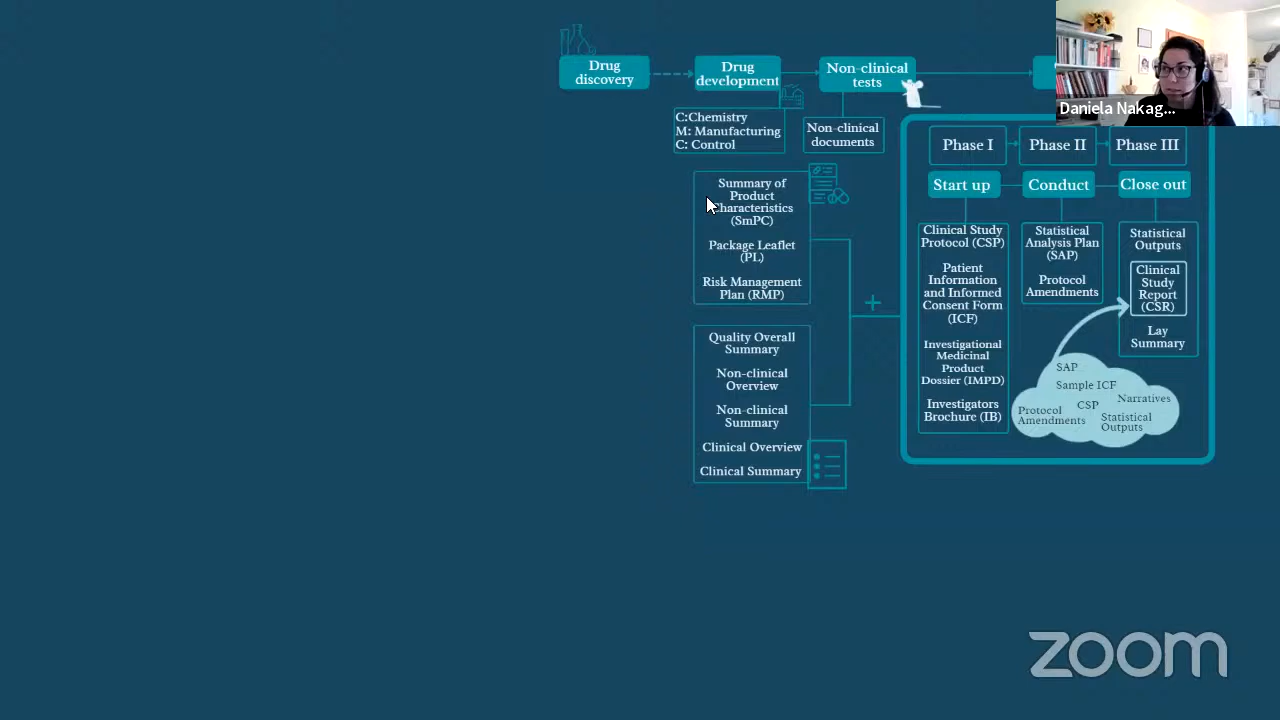 Drug
discovery
Drug
development
Non-clinical
tests
Daniela Nakag...
C:Chemistry
M: Manufacturing
C: Control
Non-clinical
documents
Phase I
Phase II
Phase III
Start up
Conduct
Close out
Summary of
Product
Characteristics
(SmPC)
Package Leaflet
(PL)
Risk Management
Plan (RMP)
Quality Overall
Summary
Non-clinical
Overview
Non-clinical
Summary
Clinical Overview
Clinical Summary
+
Clinical Study
Protocol (CSP)
Patient
Information
and Informed
Consent Form
(ICF)
Investigational
Medicinal
Product
Dossier (IMPD)
Investigators
Brochure (IB)
Statistical
Analysis Plan
(SAP)
Protocol
Amendments
Statistical
Outputs
Clinical
Study
Report
(CSR)
Lay
Summary
SAP
Sample ICF
Narratives
CSP
Protocol
Amendments
Statistical
Outputs
zoom